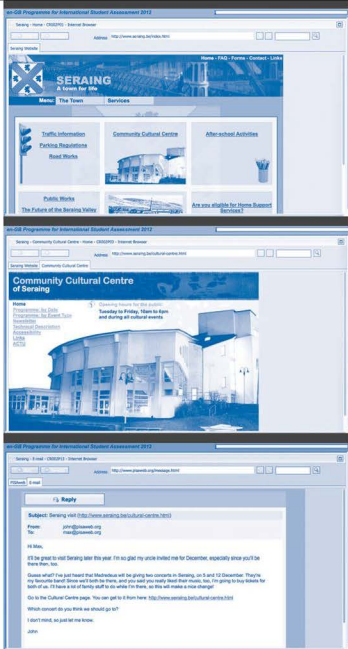 en-GB Programme for International Student Assessment 2012
Seraing - Home - CR002P03 - Internet Browser
Address: http://www.seraing.be/index.html
Seraing Website
Home - FAQ - Forms - Contact - Links
SERAING
A town for life
Menu: The Town Services
Traffic Information
Parking Regulations
Road Works
Community Cultural Centre
After-school Activities
Public Works
The Future of the Seraing Valley
Are you eligible for Home Support
Services?
en-GB Programme for International Student Assessment 2012
Seraing - Community Cultural Centre - Home - CR002P03 - Internet Browser
Address: http://www.seraing.be/cultural-centre.html
Seraing Website Community Cultural Centre
Community Cultural Centre
of Seraing
Home
Programme: by Date
Programme: by Event Type
Newsletter
Technical Description
Accessibility
Links
ACTU
Opening hours for the public
Tuesday to Friday, 10am to 6pm
and during all cultural events
en-GB Programme for International Student Assessment 2012
Seraing - E-mail - CR002P13 - Internet Browser
Address: http://www.pisaweb.org/message.html
PISAweb E-mail
Reply
Subject: Seraing visit (http://www.seraing.be/cultural-centre.html)
From: john@pisaweb.org
To: max@pisaweb.org
Hi Max,
It'll be great to visit Seraing later this year. I'm so glad my uncle invited me for December, especially since you'll be
there then, too.
Guess what? I've just heard that Madredeus will be giving two concerts in Seraing, on 5 and 12 December. They're
my favourite band! Since we'll both be there, and you said you really liked their music, too, I'm going to buy tickets for
both of us. I'll have a lot of family stuff to do while I'm there, so this will make a nice change!
Go to the Cultural Centre page. You can get to it from here: http://www.seraing.be/cultural-centre.html
Which concert do you think we should go to?
I don't mind, so just let me know.
John